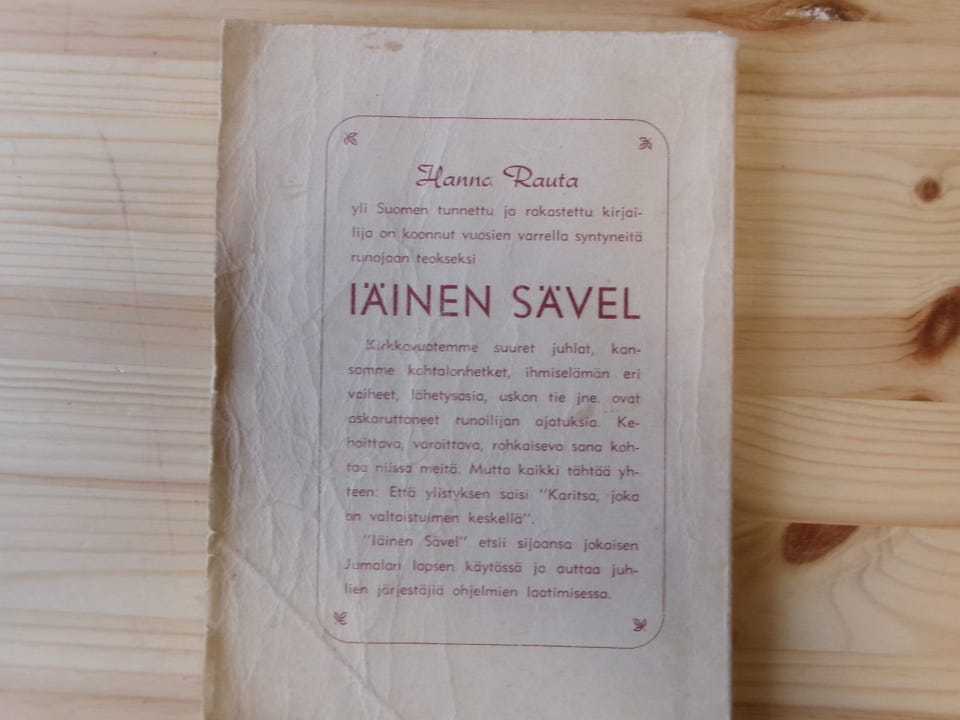 Hanna Rauta
yli Suomen tunnettu ja rakastettu kirjai-
lija on koonnut vuosien varrella syntyneitä
runojaan teokseksi
IÄINEN SÄVEL
Kirkkovuotemme suuret juhlat, kan-
samme kohtalonhetket, ihmiselämän eri
vaiheet, lähetysasia, uskon tie jne. ovat
askaruttaneet runoilijan ajatuksia. Ke-
hoittava, varoittava, rohkaiseva sana koh-
taa niissä meitä. Mutta kaikki tähtää yh-
teen: Että ylistyksen saisi "Karitsa, joka
on valtaistuimen keskellä".
"Iäinen Sävel" etsii sijaansa jokaisen
Jumalan lapsen käytössä ja auttaa juh-
lien järjestäjiä ohjelmien laatimisessa.